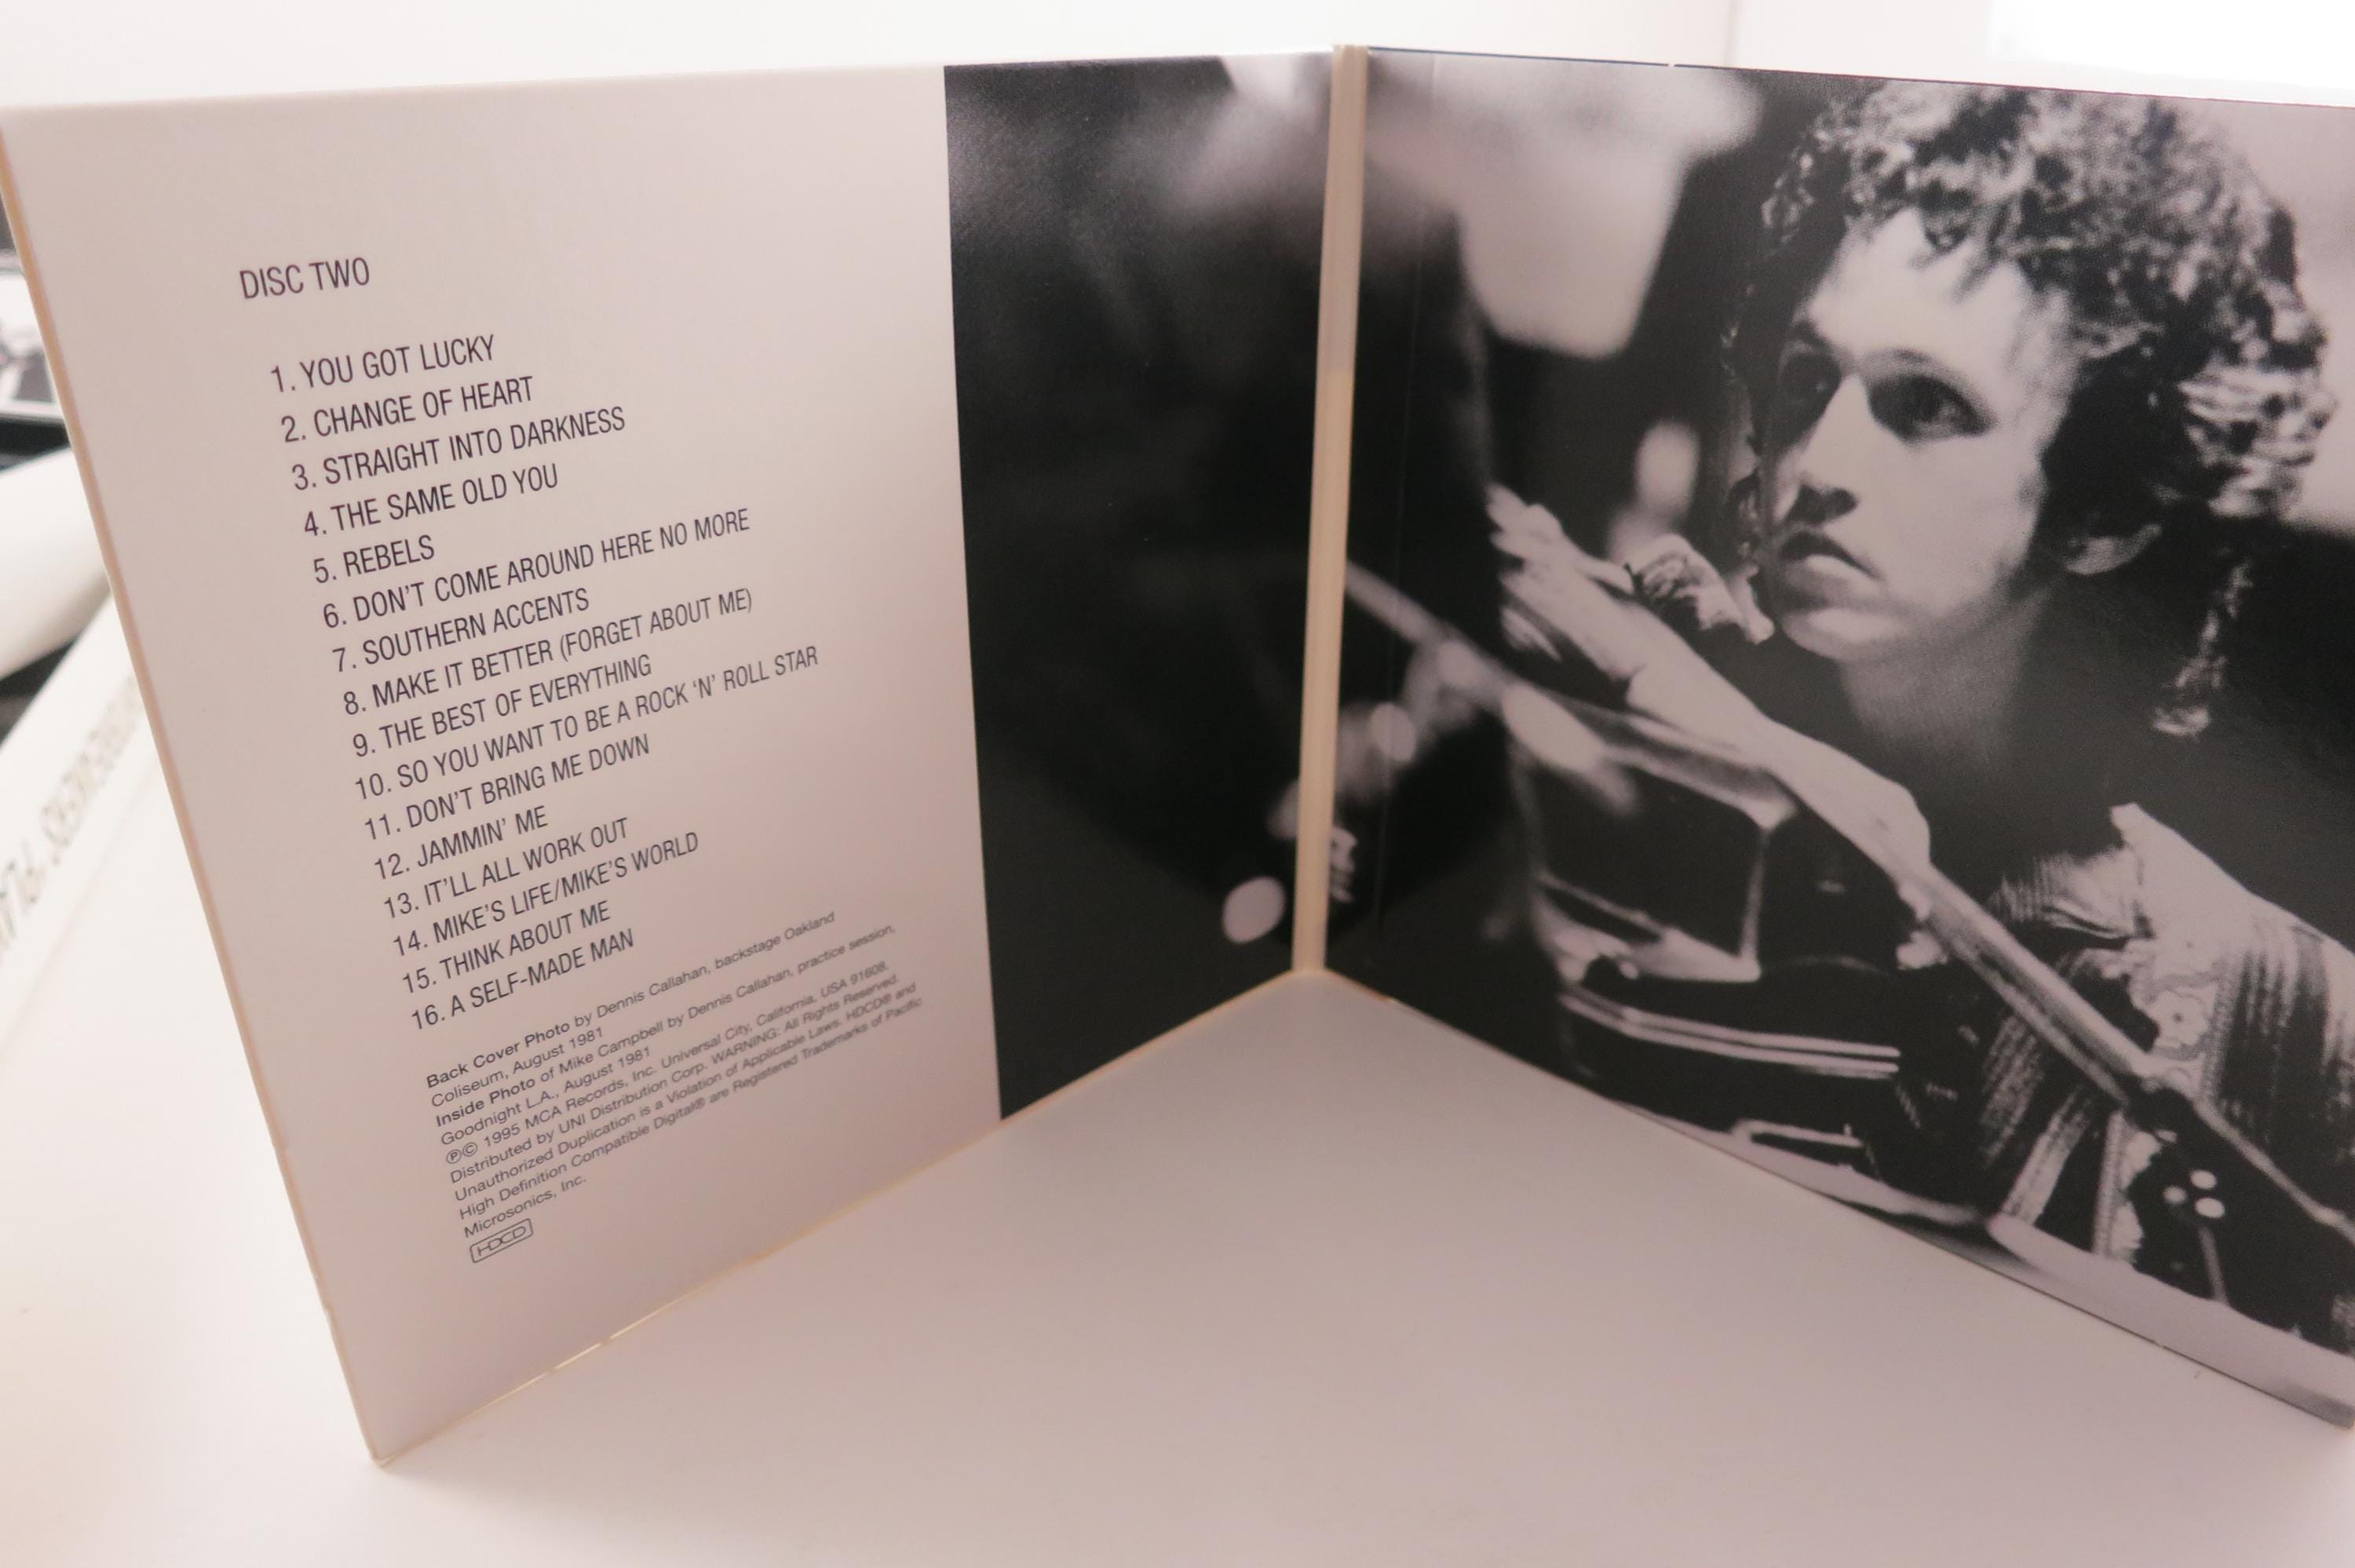 DISC TWO
1. YOU GOT LUCKY
2. CHANGE OF HEART
3. STRAIGHT INTO DARKNESS
4. THE SAME OLD YOU
5. REBELS
6. DON'T COME AROUND HERE NO MORE
7. SOUTHERN ACCENTS
8. MAKE IT BETTER (FORGET ABOUT ME)
9. THE BEST OF EVERYTHING
10. SO YOU WANT TO BE A ROCK 'N' ROLL STAR
11. DON'T BRING ME DOWN
12. JAMMIN' ME
13. IT'LL ALL WORK OUT
14. MIKE'S LIFE/MIKE'S WORLD
15. THINK ABOUT ME
16. A SELF-MADE MAN
Back Cover Photo by Dennis Callahan, backstage Oakland
Coliseum, August 1981
Inside Photo of Mike Campbell by Dennis Callahan, practice session,
Goodnight L.A., August 1981
℗© 1995 MCA Records, Inc. Universal City, California, USA 91608.
Distributed by UNI Distribution Corp. WARNING: All Rights Reserved.
Unauthorized Duplication is a Violation of Applicable Laws. HDCD® and
High Definition Compatible Digital® are Registered Trademarks of Pacific
Microsonics, Inc.
HDCD